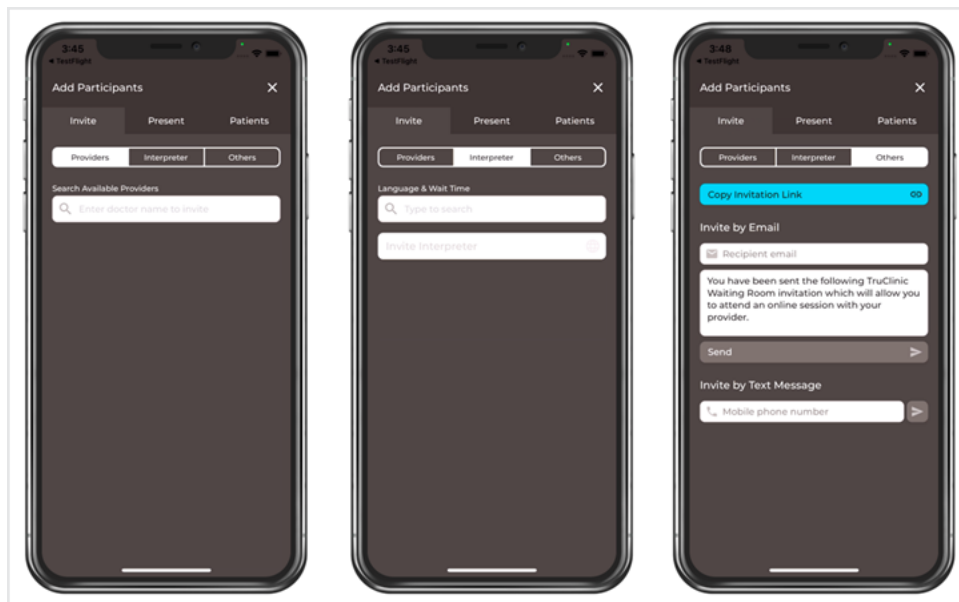 3:45
◀ TestFlight
Add Participants
Invite Present Patients
Providers Interpreter Others
Search Available Providers
Enter doctor name to invite
3:45
◀ TestFlight
Add Participants
Invite Present Patients
Providers Interpreter Others
Language & Wait Time
Type to search
Invite Interpreter
3:48
◀ TestFlight
Add Participants
Invite Present Patients
Providers Interpreter Others
Copy Invitation Link
Invite by Email
Recipient email
You have been sent the following TruClinic
Waiting Room invitation which will allow you
to attend an online session with your
provider.
Send
Invite by Text Message
Mobile phone number